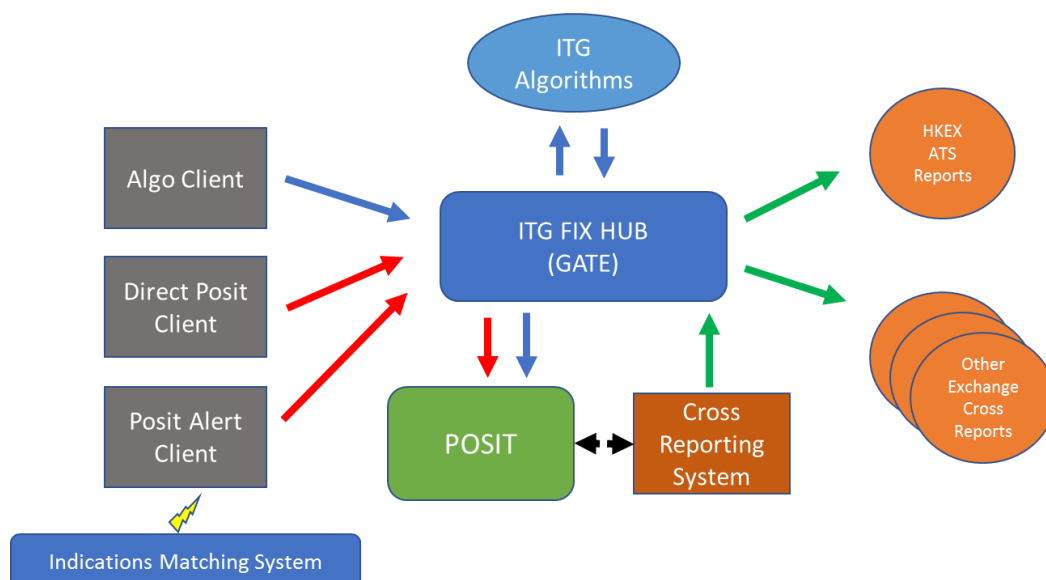 ITG
Algorithms
HKEX
ATS
Reports
Algo Client
ITG FIX HUB
(GATE)
Direct Posit
Client
Other
Exchange
Cross
Reports
Posit Alert
Client
POSIT
Cross
Reporting
System
Indications Matching System